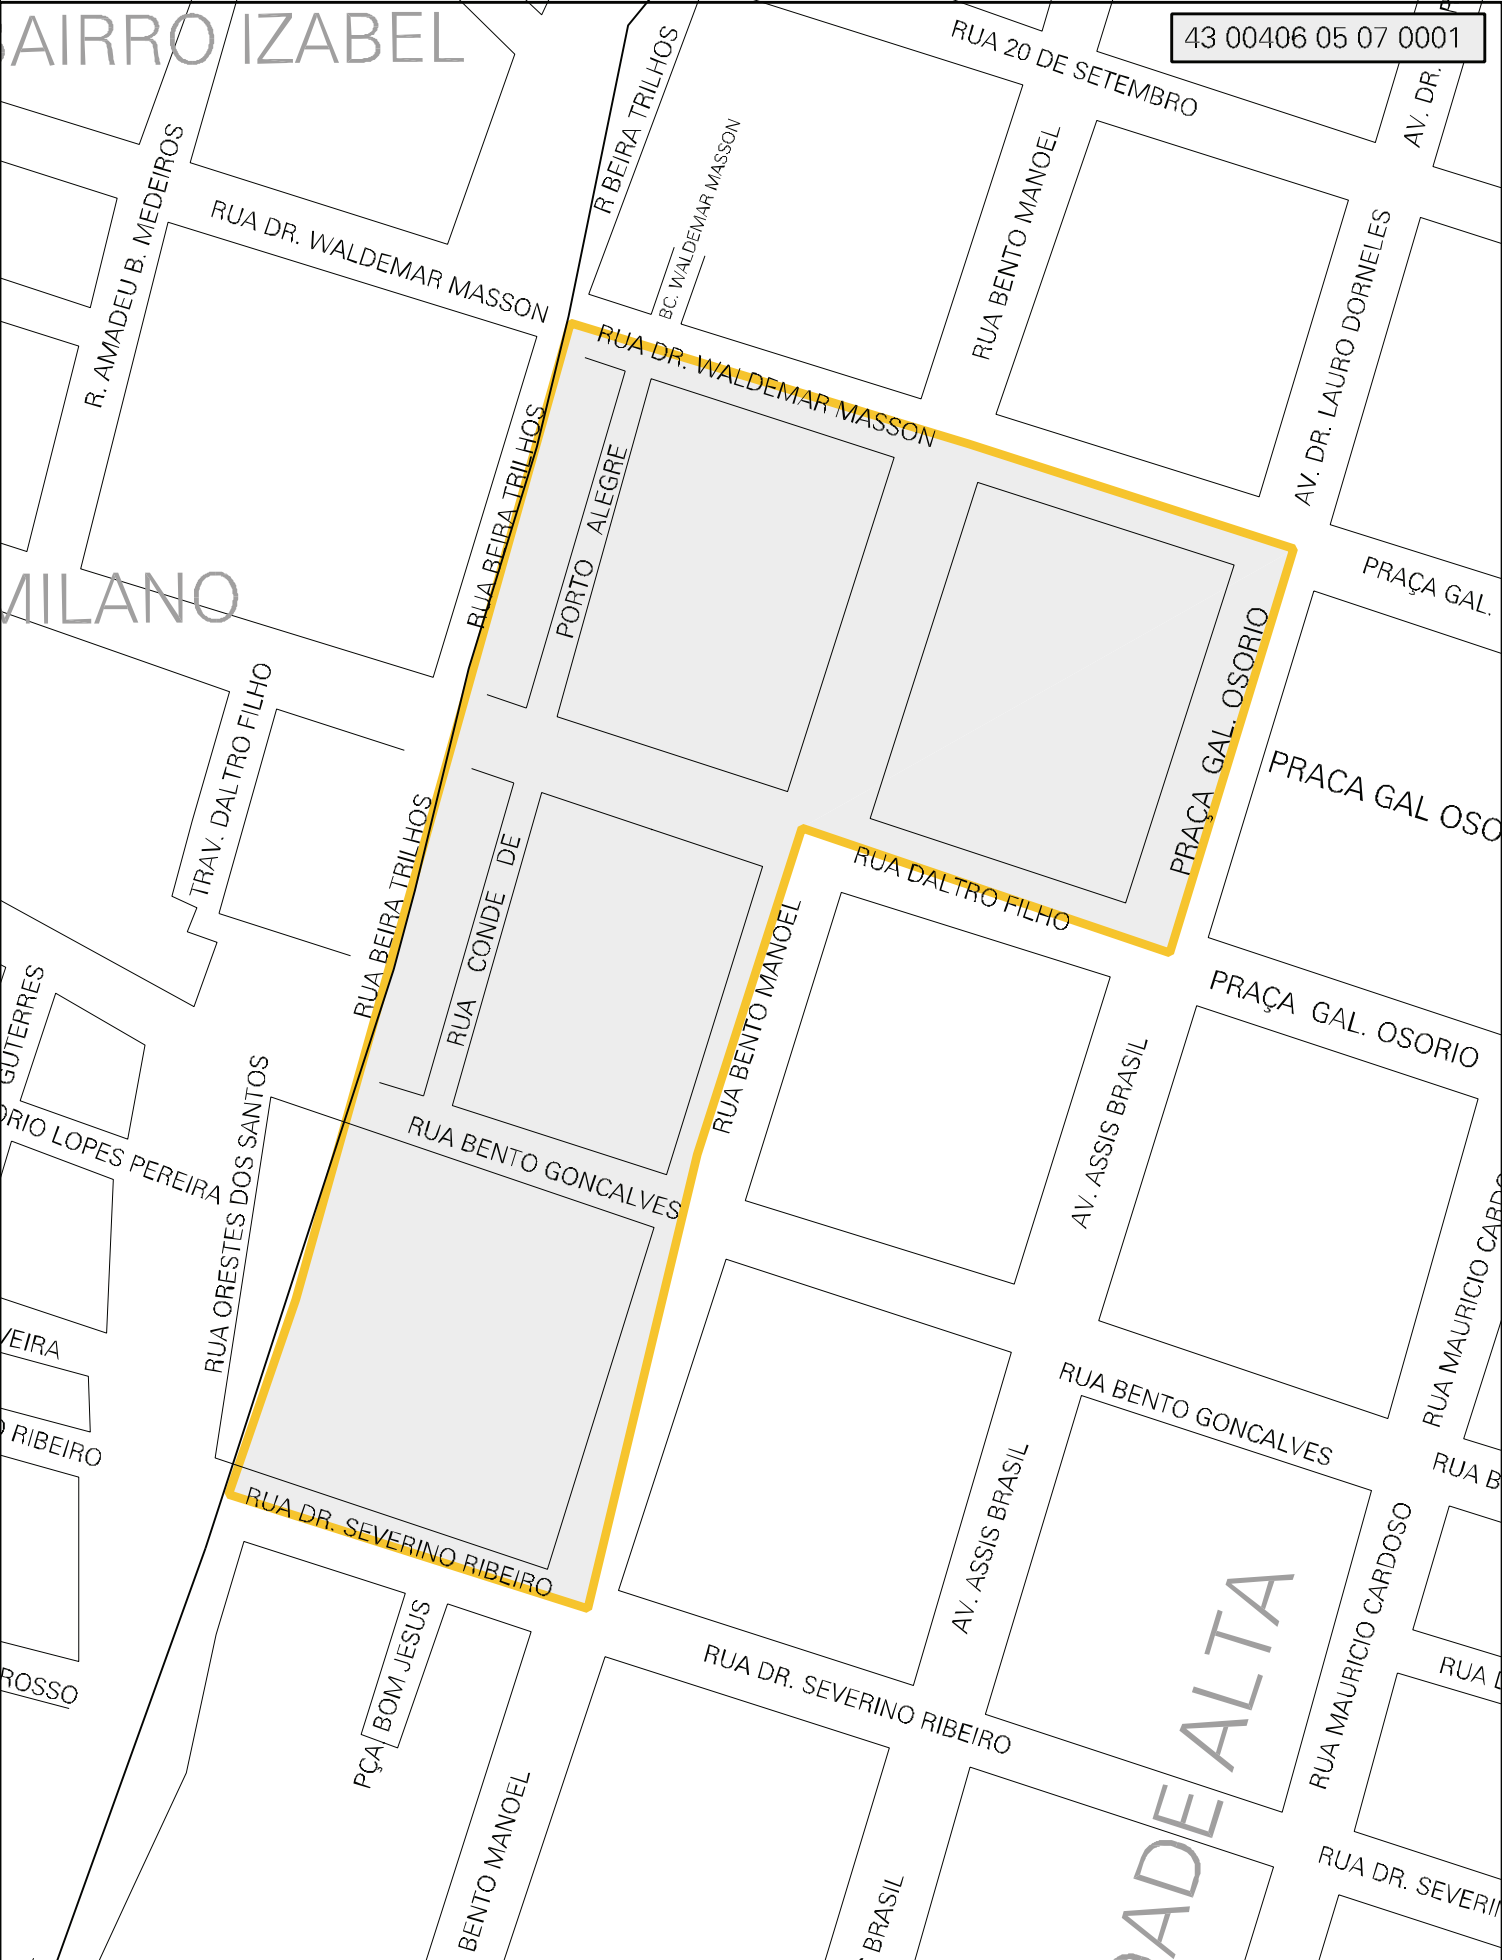 AIRRO IZABEL
43 00406 05 07 0001
RUA 20 DE SETEMBRO
AV. DR.
R BEIRA TRILHOS
BC. WALDEMAR MASSON
RUA BENTO MANOEL
R. AMADEU B. MEDEIROS
RUA DR. WALDEMAR MASSON
AV. DR. LAURO DORNELES
RUA DR. WALDEMAR MASSON
RUA BEIRA TRILHOS
PORTO ALEGRE
PRAÇA GAL.
MILANO
PRAÇA GAL. OSORIO
TRAV. DALTRO FILHO
PRACA GAL OSO
RUA BEIRA TRILHOS
RUA CONDE DE
RUA DALTRO FILHO
RUA BENTO MANOEL
PRAÇA GAL. OSORIO
GUTERRES
RUA ORESTES DOS SANTOS
ORIO LOPES PEREIRA
RUA BENTO GONCALVES
AV. ASSIS BRASIL
RUA MAURICIO CARDO
VEIRA
RUA BENTO GONCALVES
O RIBEIRO
RUA B
RUA DR. SEVERINO RIBEIRO
AV. ASSIS BRASIL
RUA MAURICIO CARDOSO
PÇA BOM JESUS
RUA DR. SEVERINO RIBEIRO
ROSSO
RUA D
DADE ALTA
BENTO MANOEL
BRASIL
RUA DR. SEVERIN